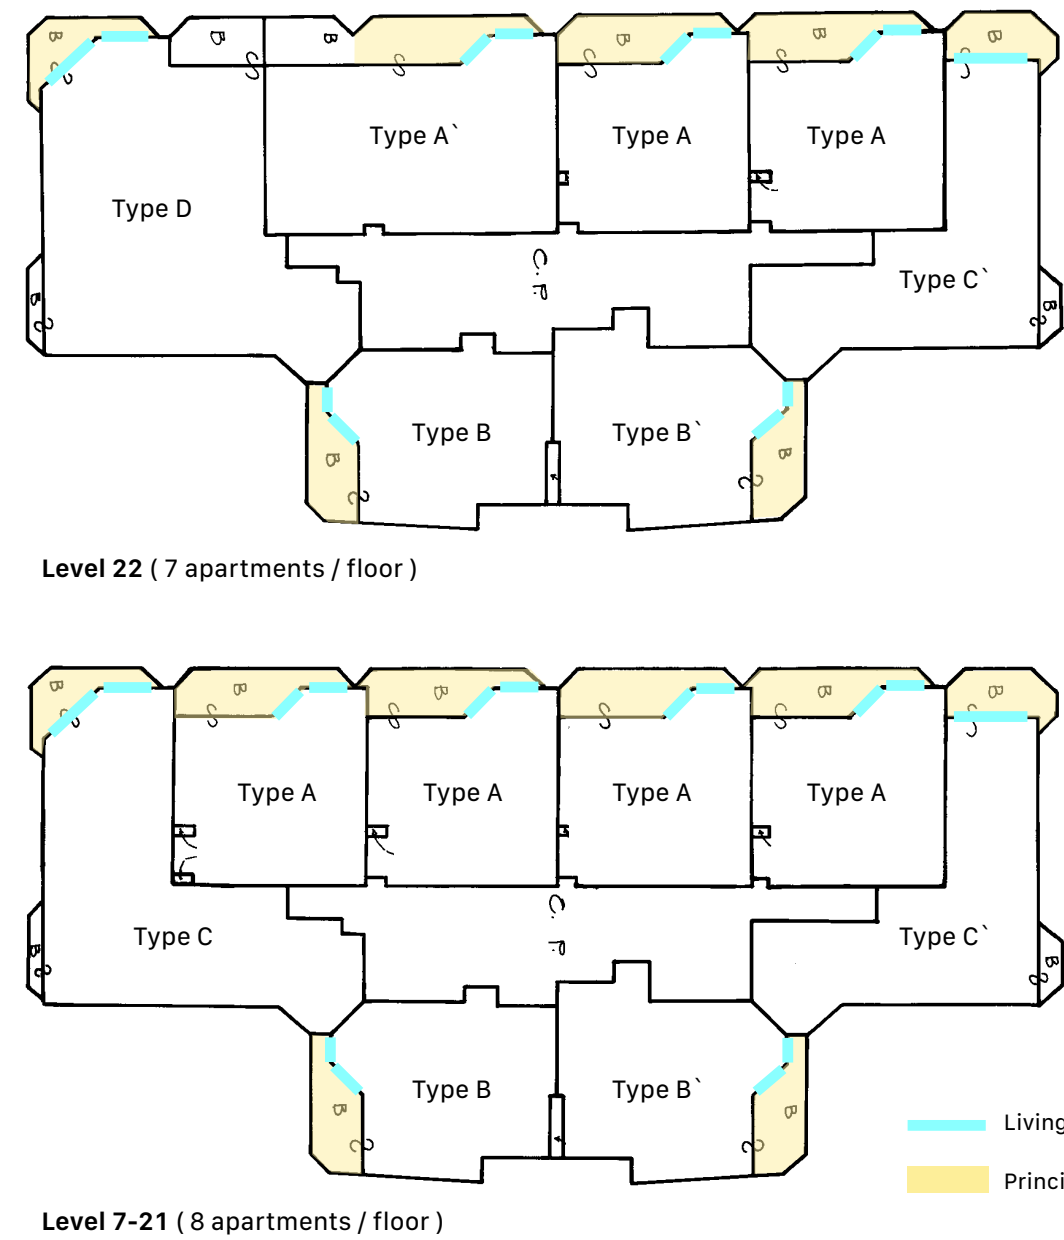 B
B
B
B
B
B
Type A`
Type A
Type A
Type D
C.P.
Type C`
B
B
Type B
Type B`
B
B
Level 22 ( 7 apartments / floor )
B
B
B
B
B
Type A
Type A
Type A
Type A
C.P.
Type C
Type C`
B
B
Type B
Type B`
B
B
Living
Princi
Level 7-21 ( 8 apartments / floor )